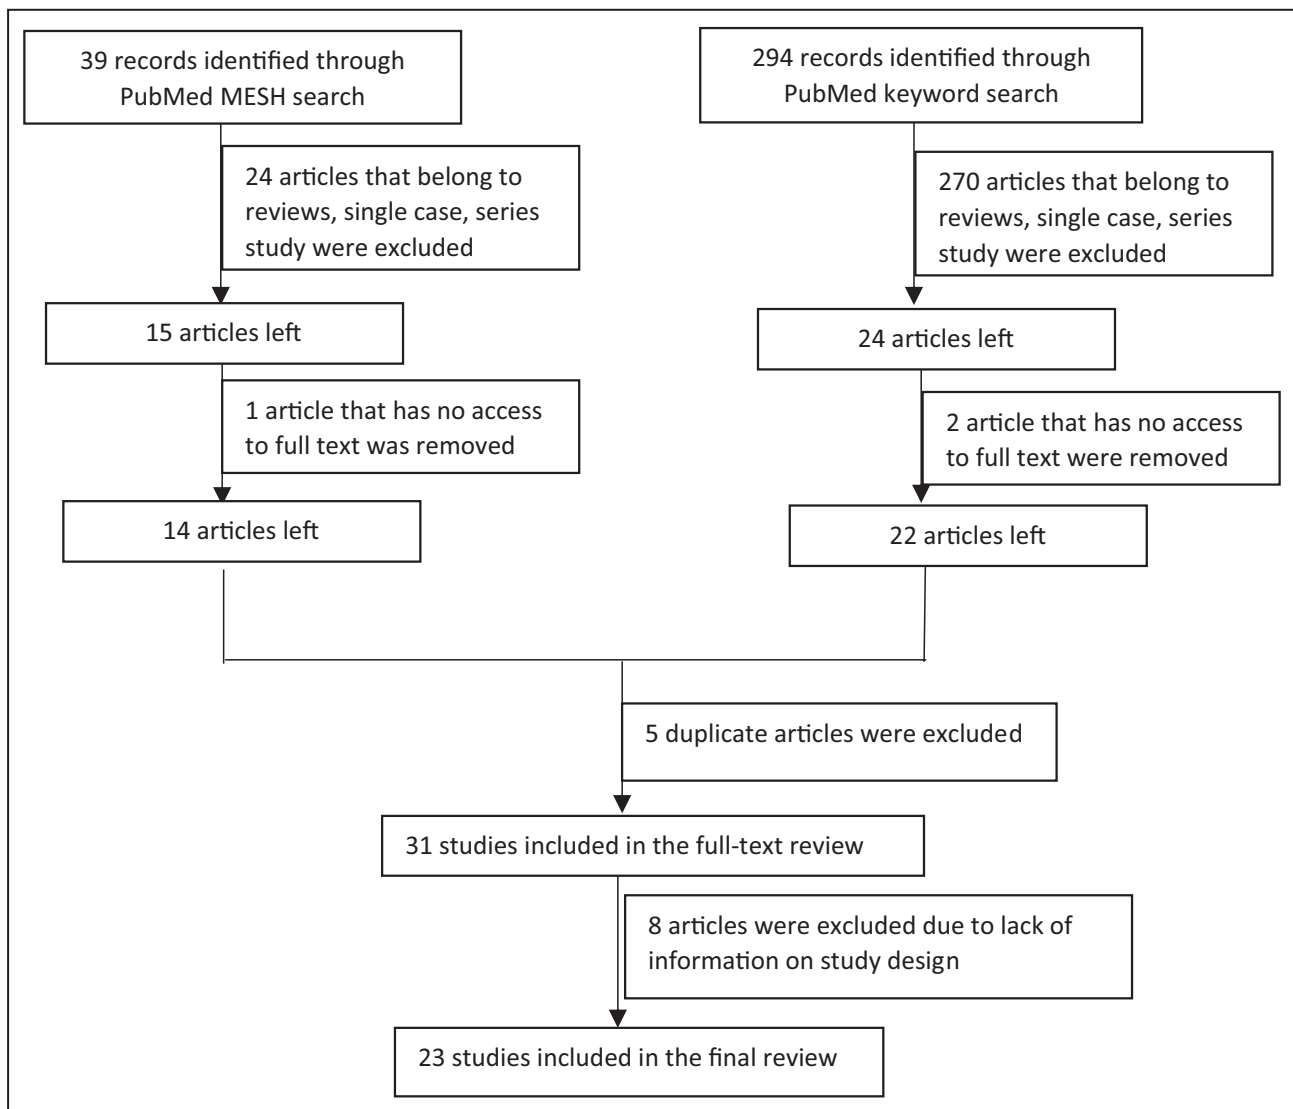 39 records identified through
PubMed MESH search
294 records identified through
PubMed keyword search
24 articles that belong to
reviews, single case, series
study were excluded
270 articles that belong to
reviews, single case, series
study were excluded
15 articles left
24 articles left
1 article that has no access
to full text was removed
2 article that has no access
to full text were removed
14 articles left
22 articles left
5 duplicate articles were excluded
31 studies included in the full-text review
8 articles were excluded due to lack of
information on study design
23 studies included in the final review